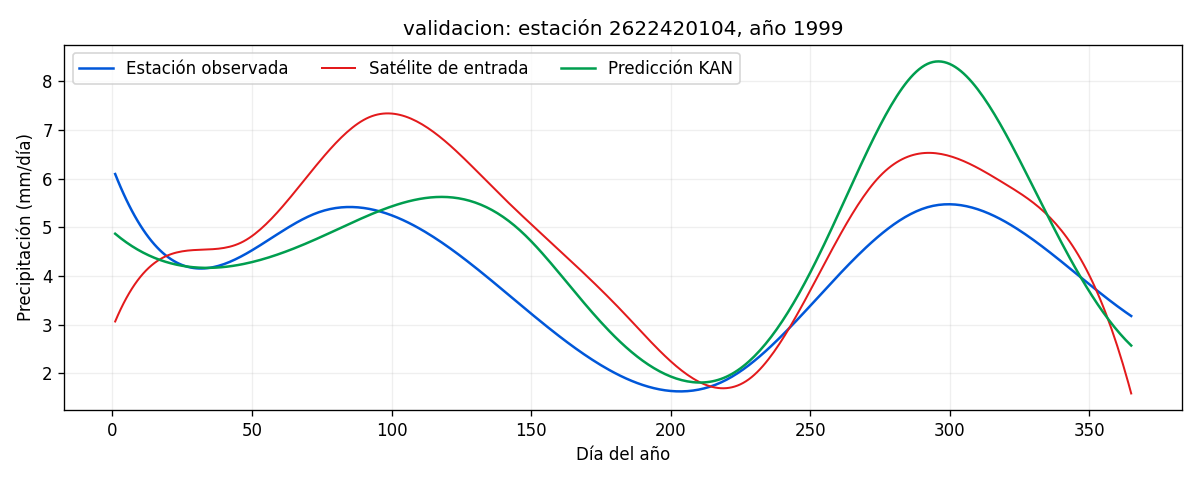 validacion: estación 2622420104, año 1999
Estación observada
Satélite de entrada
Predicción KAN
Precipitación (mm/día)
8
7
6
5
4
3
2
0
50
100
150
200
250
300
350
Día del año